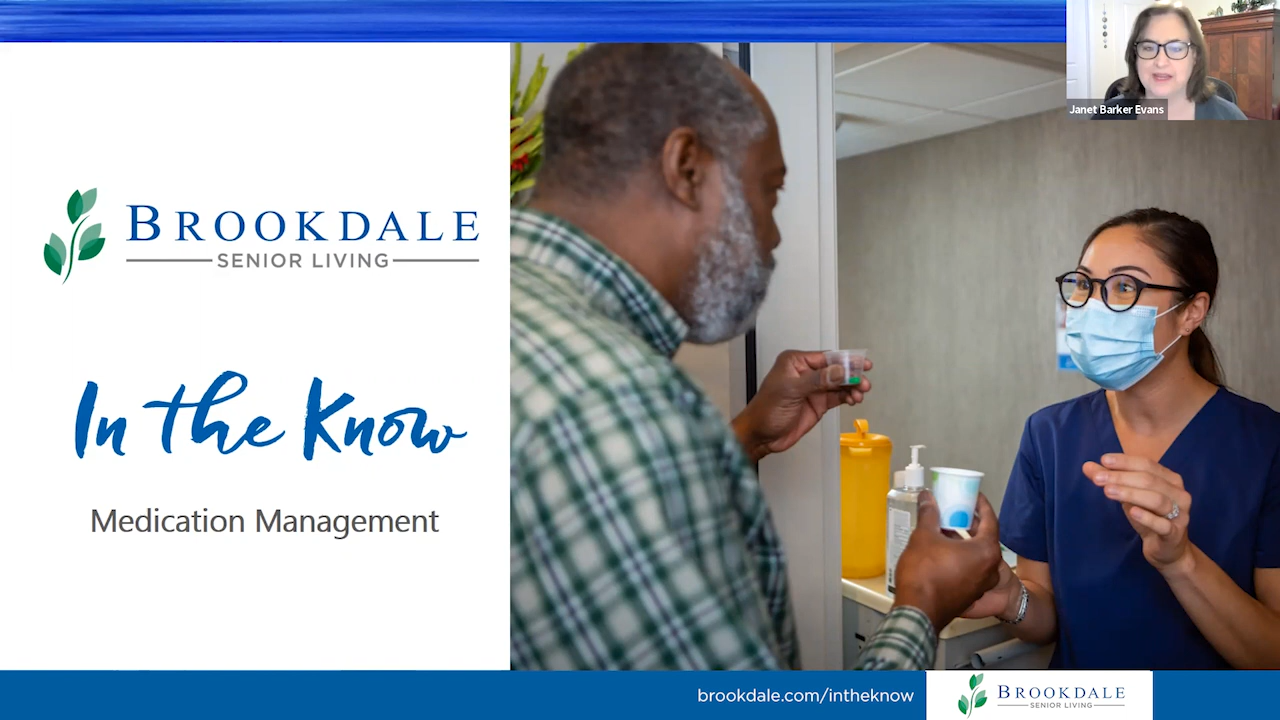 Janet Barker Evans
BROOKDALE
SENIOR LIVING
In the Know
Medication Management
brookdale.com/intheknow
BROOKDALE
SENIOR LIVING